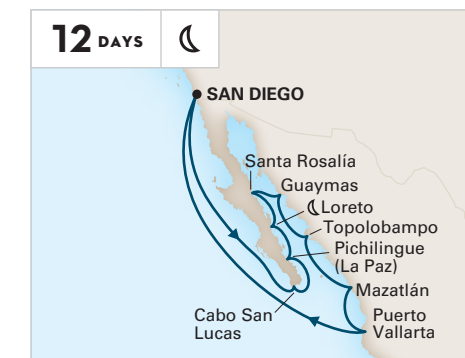 12 DAYS
SAN DIEGO
Santa Rosalía
Guaymas
Loreto
Topolobampo
Pichilingue
(La Paz)
Mazatlán
Cabo San
Lucas
Puerto
Vallarta